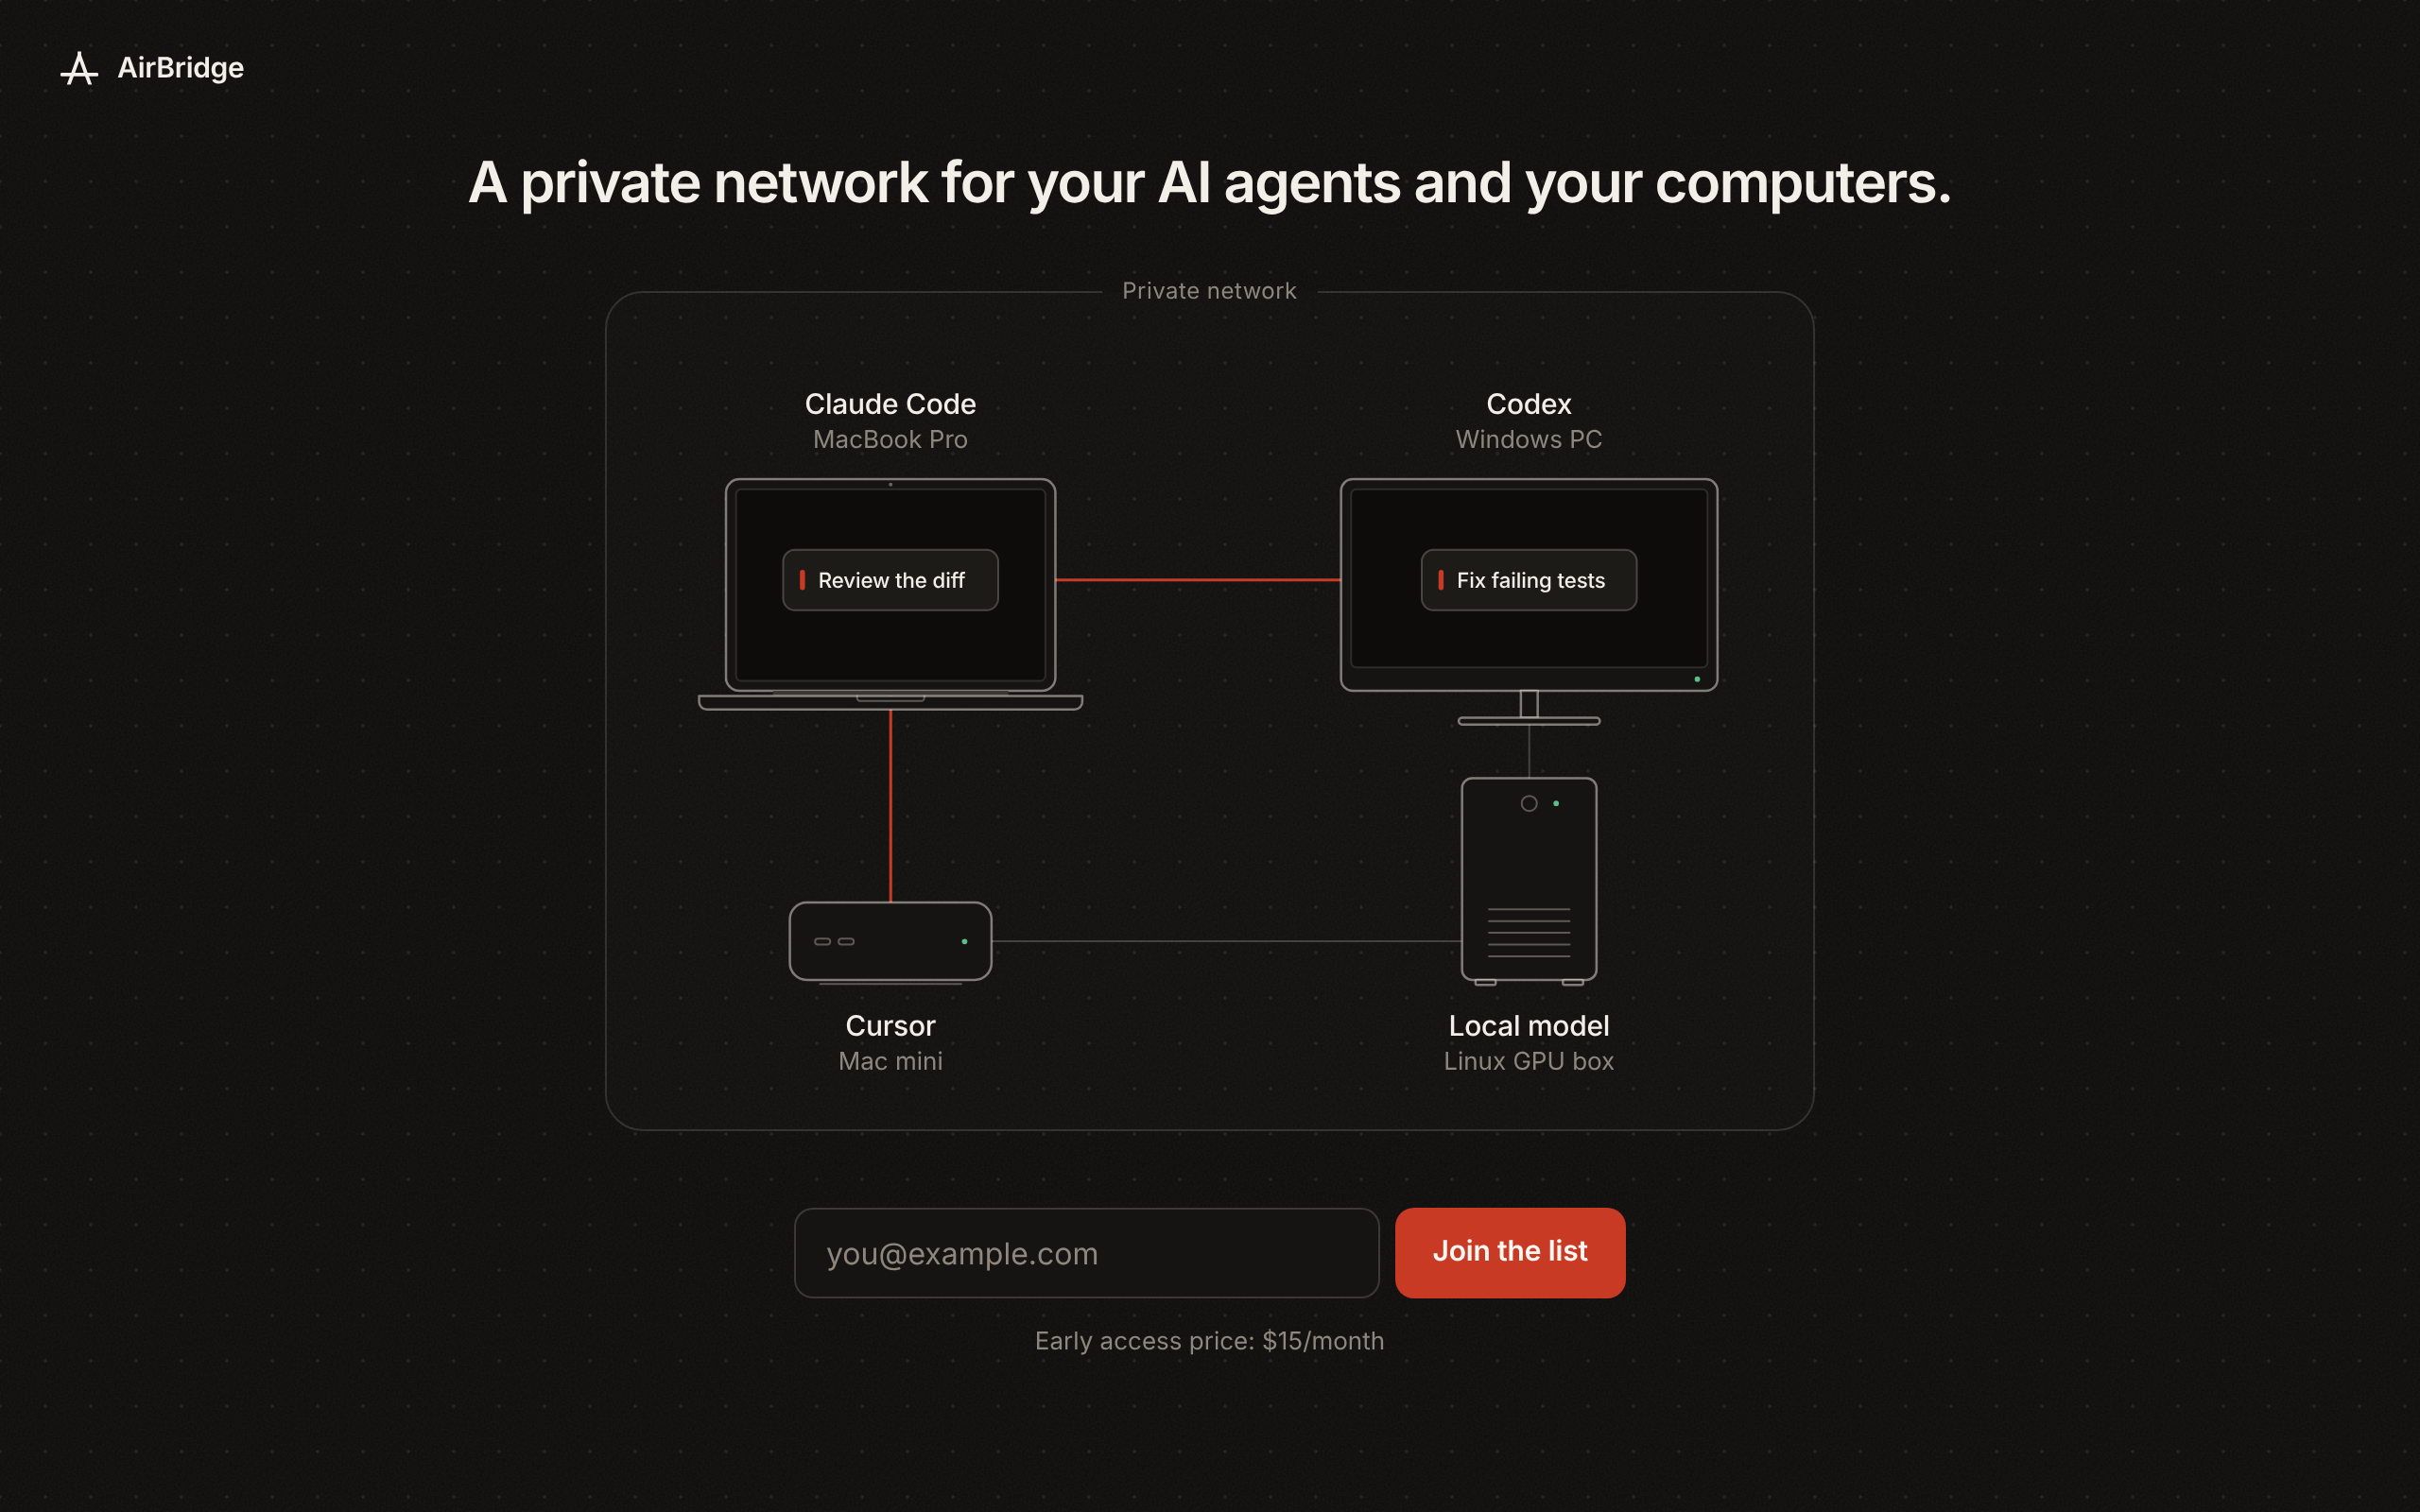 AirBridge
A private network for your AI agents and your computers.
Private network
Claude Code
MacBook Pro
Codex
Windows PC
Review the diff
Fix failing tests
Cursor
Mac mini
Local model
Linux GPU box
you@example.com
Join the list
Early access price: $15/month